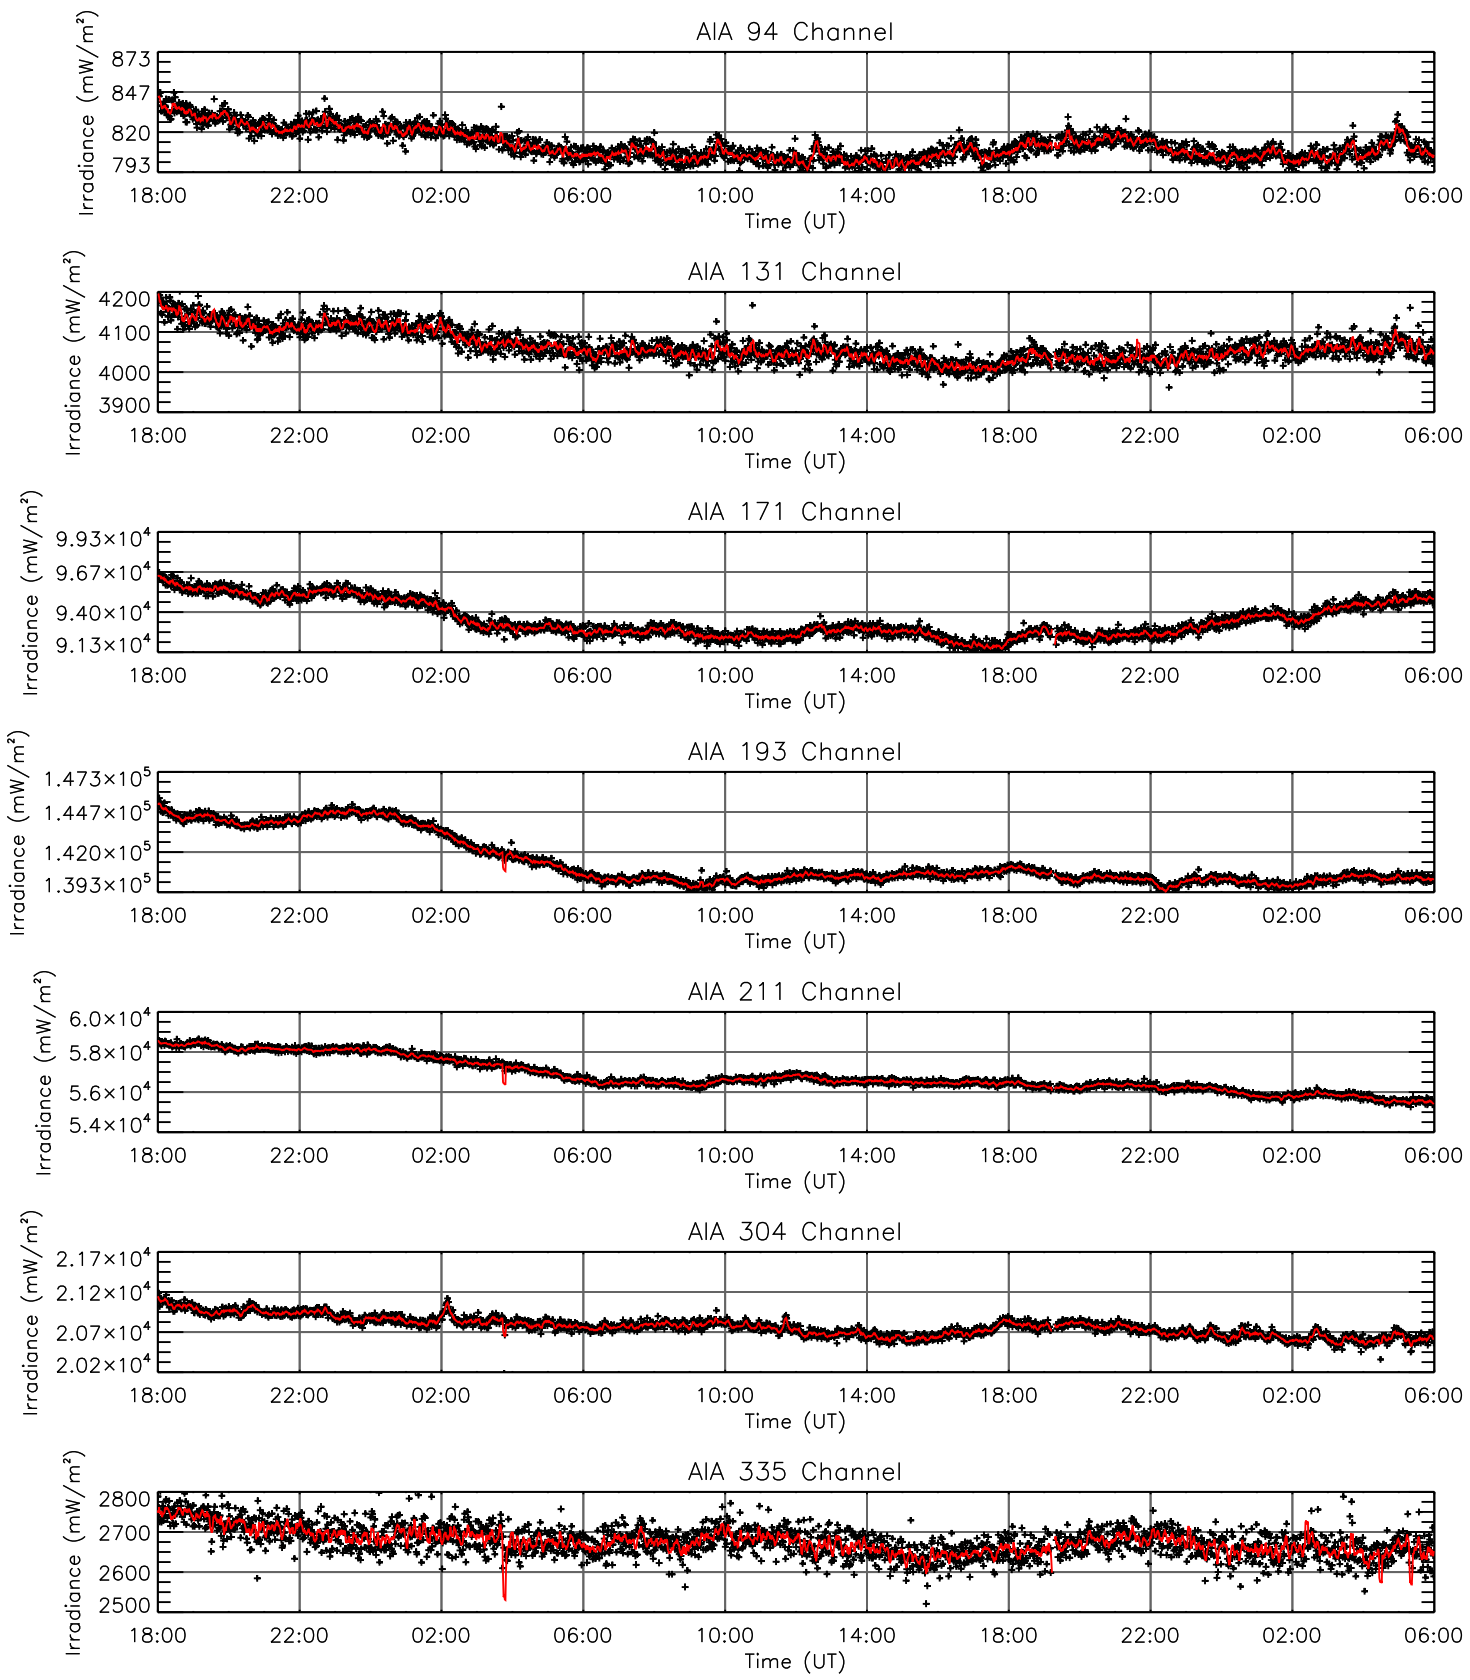 AIA 94 Channel
Irradiance (mW/m²)
873
847
820
793
18:00 22:00 02:00 06:00 10:00 14:00 18:00 22:00 02:00 06:00
Time (UT)
AIA 131 Channel
Irradiance (mW/m²)
4200
4100
4000
3900
18:00 22:00 02:00 06:00 10:00 14:00 18:00 22:00 02:00 06:00
Time (UT)
AIA 171 Channel
Irradiance (mW/m²)
9.93×10⁴
9.67×10⁴
9.40×10⁴
9.13×10⁴
18:00 22:00 02:00 06:00 10:00 14:00 18:00 22:00 02:00 06:00
Time (UT)
AIA 193 Channel
Irradiance (mW/m²)
1.473×10⁵
1.447×10⁵
1.420×10⁵
1.393×10⁵
18:00 22:00 02:00 06:00 10:00 14:00 18:00 22:00 02:00 06:00
Time (UT)
AIA 211 Channel
Irradiance (mW/m²)
6.0×10⁴
5.8×10⁴
5.6×10⁴
5.4×10⁴
18:00 22:00 02:00 06:00 10:00 14:00 18:00 22:00 02:00 06:00
Time (UT)
AIA 304 Channel
Irradiance (mW/m²)
2.17×10⁴
2.12×10⁴
2.07×10⁴
2.02×10⁴
18:00 22:00 02:00 06:00 10:00 14:00 18:00 22:00 02:00 06:00
Time (UT)
AIA 335 Channel
Irradiance (mW/m²)
2800
2700
2600
2500
18:00 22:00 02:00 06:00 10:00 14:00 18:00 22:00 02:00 06:00
Time (UT)